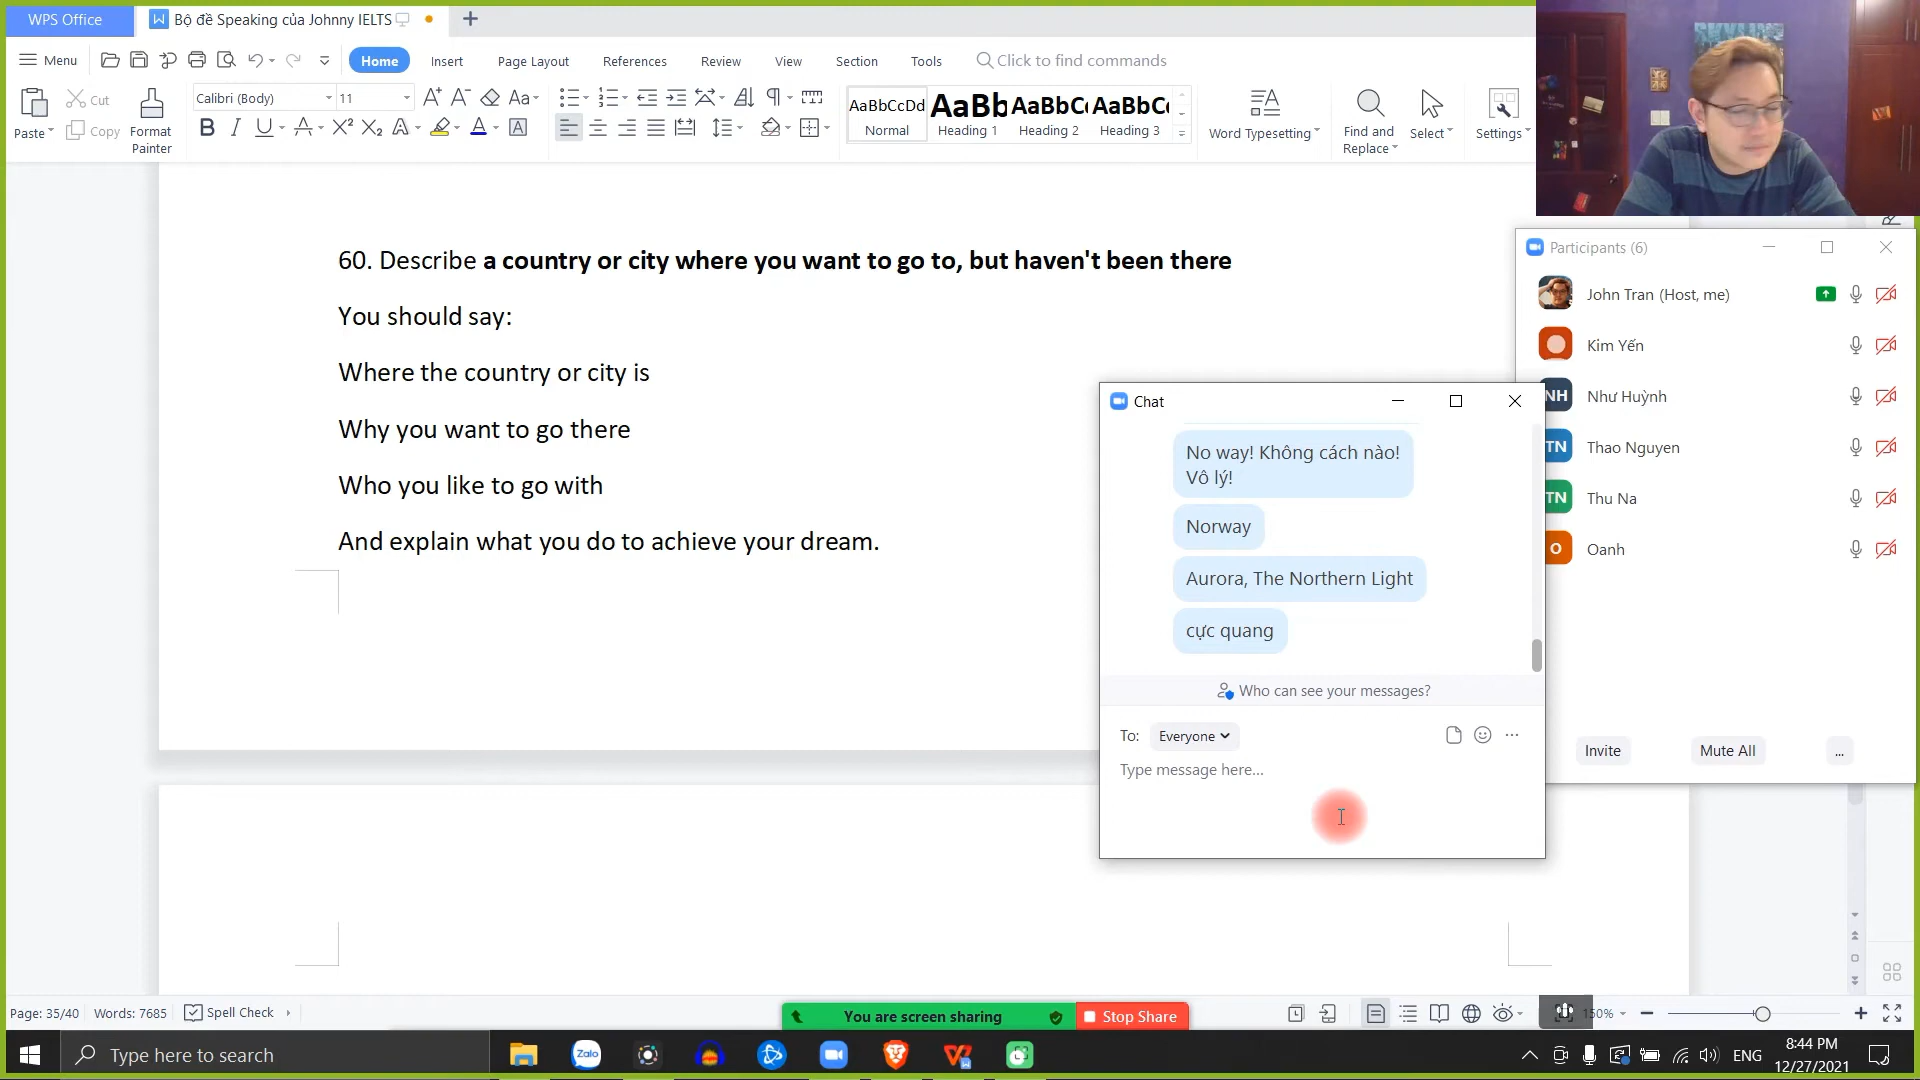 WPS Office
Bộ đề Speaking của Johnny IELTS
Menu
Home
Insert
Page Layout
References
Review
View
Section
Tools
Click to find commands
Paste
Cut
Copy
Format
Painter
Calibri (Body)
11
AaBbCcDd
Normal
AaBb
Heading 1
AaBbC
Heading 2
AaBbC
Heading 3
Word Typesetting
Find and
Replace
Select
Settings
60. Describe a country or city where you want to go to, but haven't been there
You should say:
Where the country or city is
Why you want to go there
Who you like to go with
And explain what you do to achieve your dream.
Participants (6)
John Tran (Host, me)
Kim Yến
NH Như Huỳnh
TN Thao Nguyen
TN Thu Na
O Oanh
Invite
Mute All
...
Chat
No way! Không cách nào!
Vô lý!
Norway
Aurora, The Northern Light
cực quang
Who can see your messages?
To: Everyone
Type message here...
Page: 35/40
Words: 7685
Spell Check
You are screen sharing
Stop Share
150%
Type here to search
Zalo
ENG
8:44 PM
12/27/2021